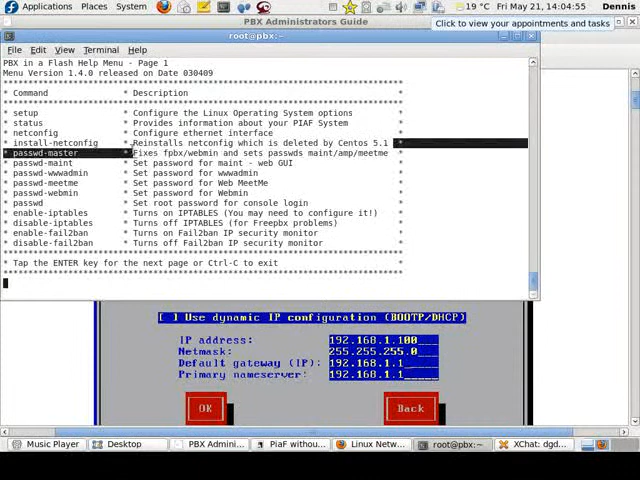 Applications Places System 19 °C Fri May 21, 14:04:55 Dennis
PBX Administrators Guide
Click to view your appointments and tasks
root@pbx:~
File Edit View Terminal Help
PBX in a Flash Help Menu - Page 1
Menu Version 1.4.0 released on Date 030409
********************************************************************************
* Command * Description *
********************************************************************************
* setup * Configure the Linux Operating System options *
* status * Provides information about your PIAF System *
* netconfig * Configure ethernet interface *
* install-netconfig * Reinstalls netconfig which is deleted by Centos 5.1 *
* passwd-master * Fixes fpbx/webmin and sets passwds maint/amp/meetme *
* passwd-maint * Set password for maint - web GUI *
* passwd-wwwadmin * Set password for wwwadmin *
* passwd-meetme * Set password for Web MeetMe *
* passwd-webmin * Set password for Webmin *
* passwd * Set root password for console login *
* enable-iptables * Turns on IPTABLES (You may need to configure it!) *
* disable-iptables * Turns off IPTABLES (for Freepbx problems) *
* enable-fail2ban * Turns on Fail2ban IP security monitor *
* disable-fail2ban * Turns off Fail2ban IP security monitor *
********************************************************************************
* Tap the ENTER key for the next page or Ctrl-C to exit *
********************************************************************************
[ ] Use dynamic IP configuration (BOOTP/DHCP)
IP address: 192.168.1.100
Netmask: 255.255.255.0
Default gateway (IP): 192.168.1.1
Primary nameserver: 192.168.1.1
OK Back
Music Player Desktop PBX Admini... PiaF withou... Linux Netw... root@pbx:~ XChat: dgd...